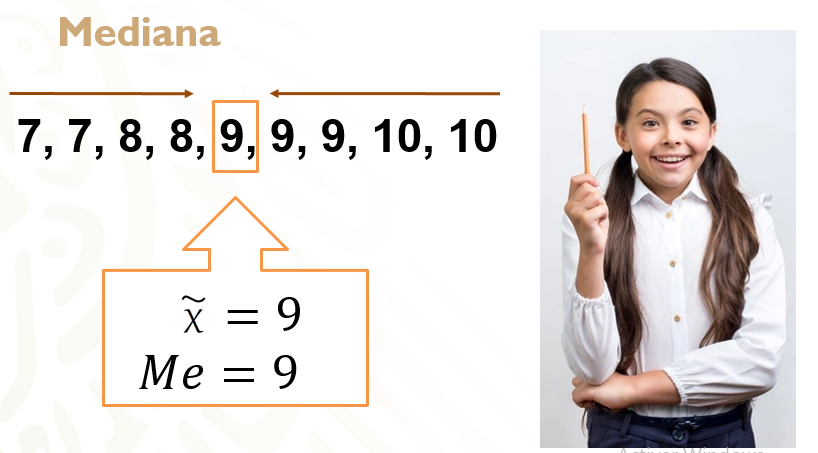 Mediana
7, 7, 8, 8, 9, 9, 9, 10, 10
x̃ = 9
Me = 9